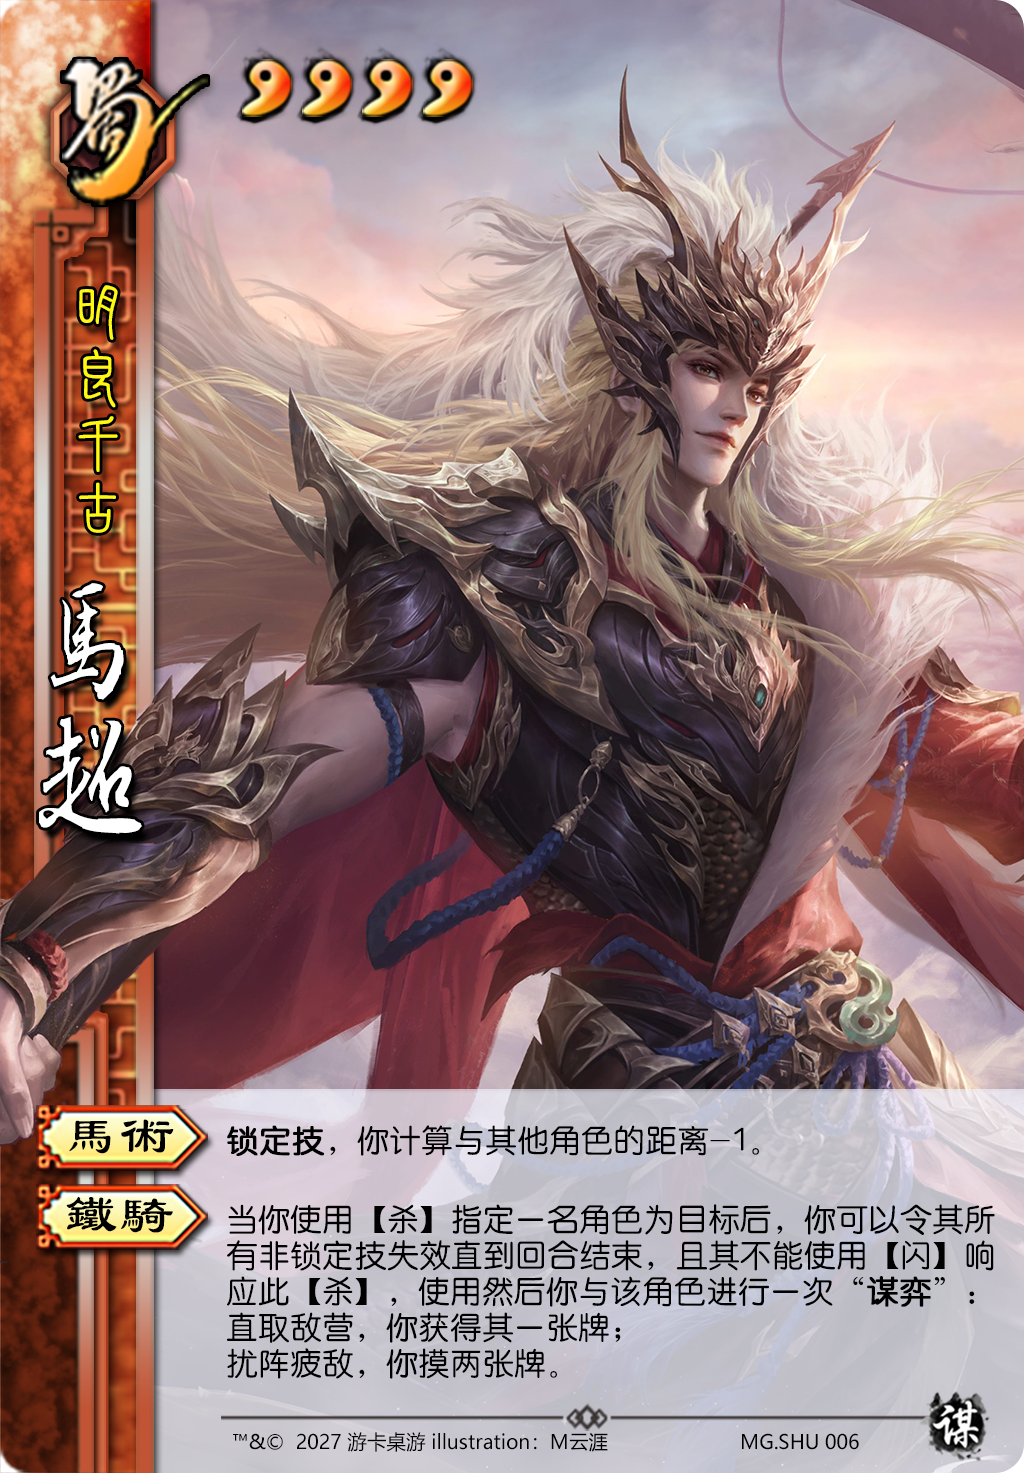 蜀
明良千古
馬超
馬術
锁定技，你计算与其他角色的距离-1。
鐵騎
当你使用【杀】指定一名角色为目标后，你可以令其所
有非锁定技失效直到回合结束，且其不能使用【闪】响
应此【杀】，使用然后你与该角色进行一次“谋弈”：
直取敌营，你获得其一张牌；
扰阵疲敌，你摸两张牌。
谋
™&© 2027 游卡桌游 illustration：M云涯
MG.SHU 006